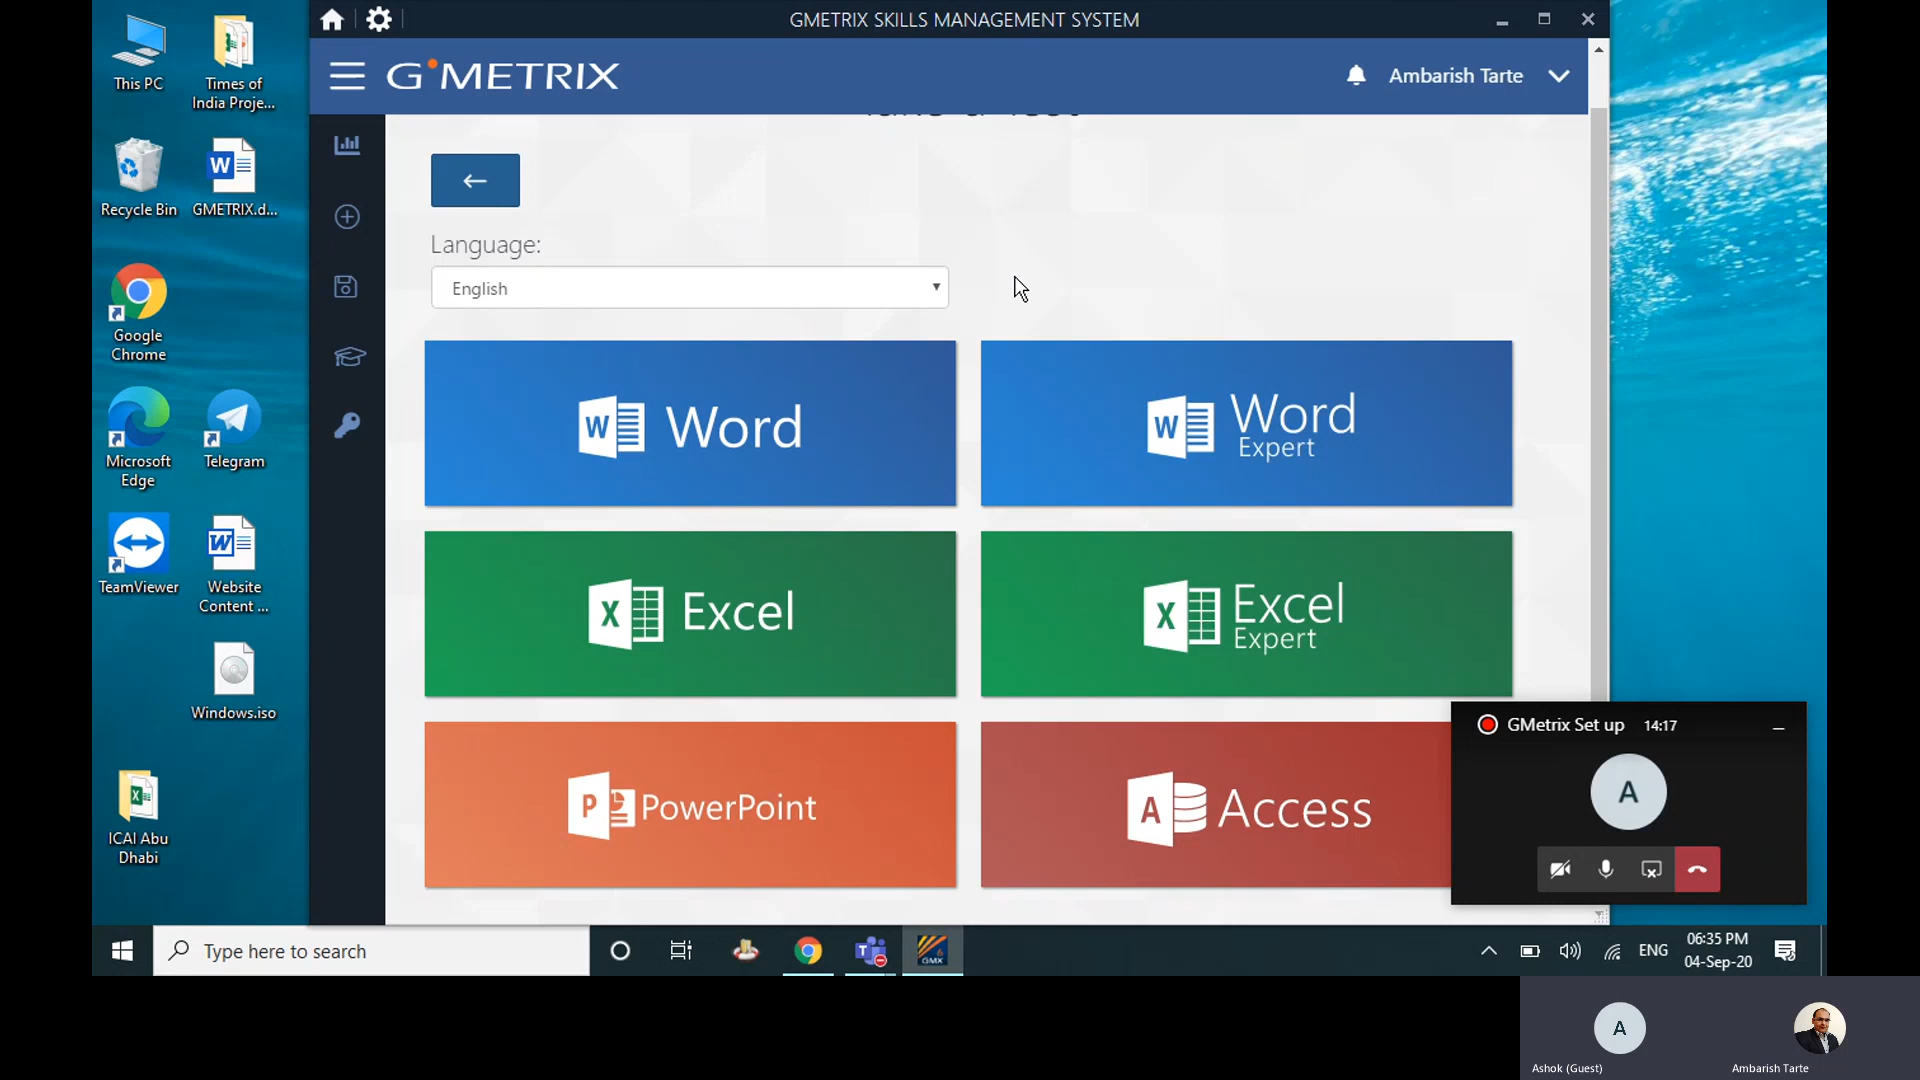 This PC
Times of
India Proje...
Recycle Bin
GMETRIX.d...
Google
Chrome
Microsoft
Edge
Telegram
TeamViewer
Website
Content ...
Windows.iso
ICAI Abu
Dhabi
GMETRIX SKILLS MANAGEMENT SYSTEM
GMETRIX
Ambarish Tarte
Language:
English
Word
Word
Expert
Excel
Excel
Expert
PowerPoint
Access
GMetrix Set up 14:17
A
Type here to search
GMX
ENG
06:35 PM
04-Sep-20
A
Ashok (Guest)
Ambarish Tarte